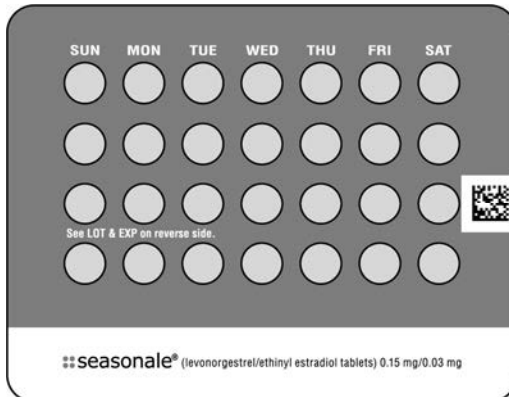 SUN MON TUE WED THU FRI SAT
See LOT & EXP on reverse side.
seasonale® (levonorgestrel/ethinyl estradiol tablets) 0.15 mg/0.03 mg